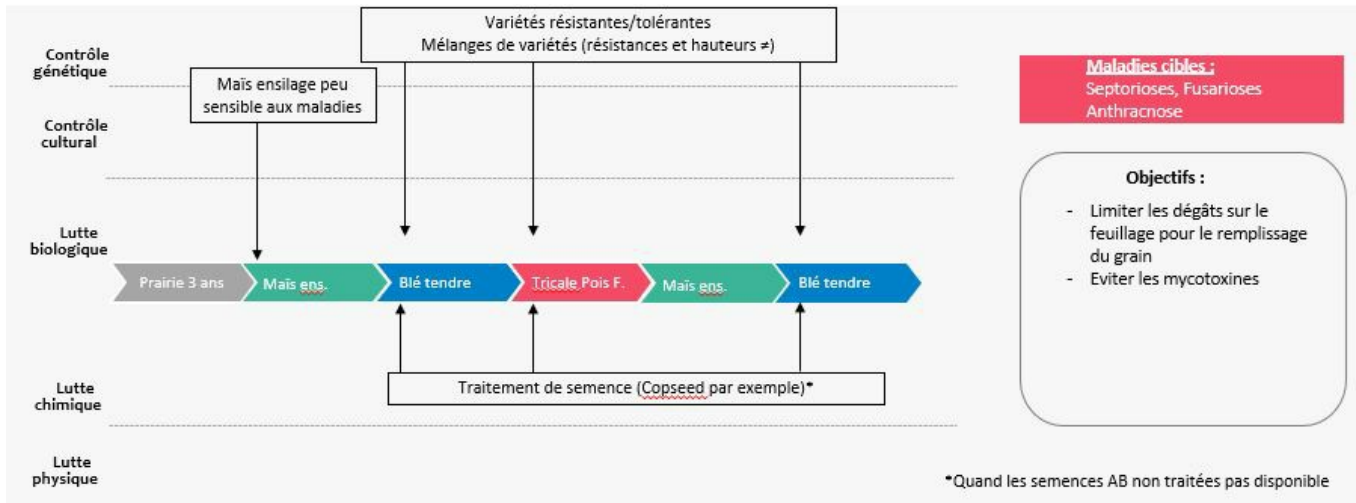 Variétés résistantes/tolérantes
Mélanges de variétés (résistances et hauteurs ≠)
Contrôle
génétique
Maïs ensilage peu
sensible aux maladies
Contrôle
cultural
Lutte
biologique
Prairie 3 ans
Maïs ens.
Blé tendre
Tricale Pois F.
Maïs ens.
Blé tendre
Lutte
chimique
Traitement de semence (Copseed par exemple)*
Lutte
physique
Maladies cibles :
Septorioses, Fusarioses
Anthracnose
Objectifs :
- Limiter les dégâts sur le
feuillage pour le remplissage
du grain
- Eviter les mycotoxines
*Quand les semences AB non traitées pas disponible